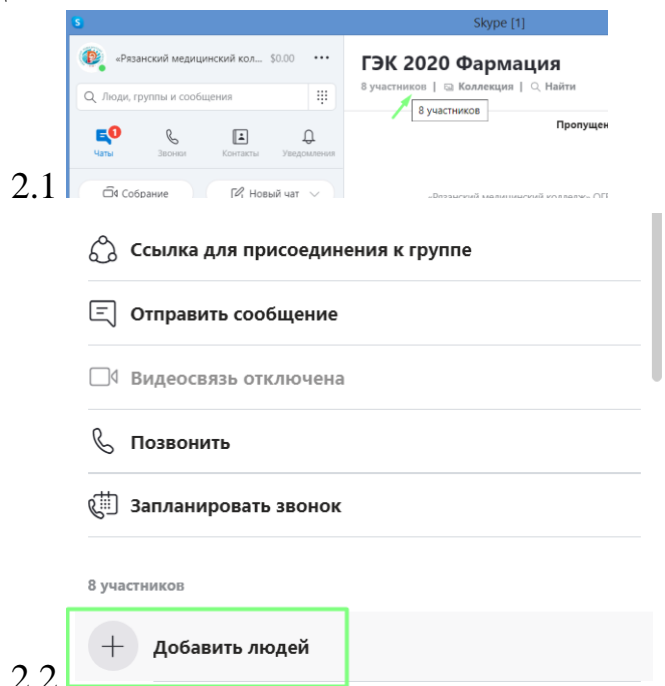 Skype [1]
«Рязанский медицинский кол... $0.00 •••
ГЭК 2020 Фармация
8 участников | Коллекция | Найти
Люди, группы и сообщения
8 участников
Пропущен
1
Чаты Звонки Контакты Уведомления
2.1
Собрание Новый чат
«Рязанский медицинский колледж» ОГ
Ссылка для присоединения к группе
Отправить сообщение
Видеосвязь отключена
Позвонить
Запланировать звонок
8 участников
Добавить людей
2.2